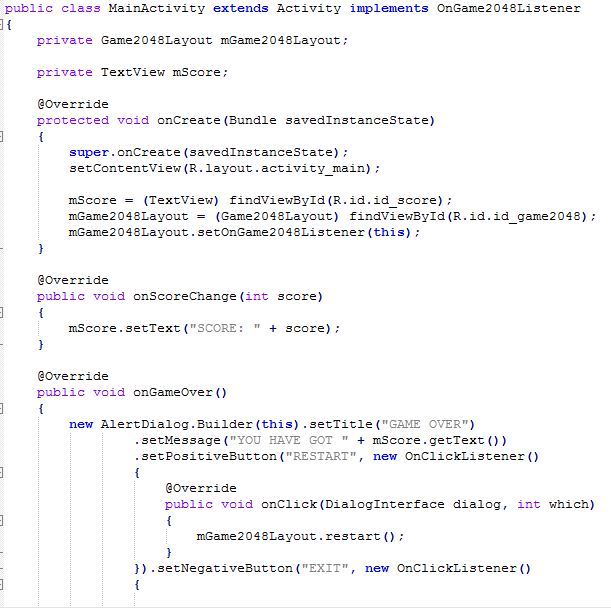 public class MainActivity extends Activity implements OnGame2048Listener
{
    private Game2048Layout mGame2048Layout;

    private TextView mScore;

    @Override
    protected void onCreate(Bundle savedInstanceState)
    {
        super.onCreate(savedInstanceState);
        setContentView(R.layout.activity_main);

        mScore = (TextView) findViewById(R.id.id_score);
        mGame2048Layout = (Game2048Layout) findViewById(R.id.id_game2048);
        mGame2048Layout.setOnGame2048Listener(this);
    }

    @Override
    public void onScoreChange(int score)
    {
        mScore.setText("SCORE: " + score);
    }

    @Override
    public void onGameOver()
    {
        new AlertDialog.Builder(this).setTitle("GAME OVER")
                .setMessage("YOU HAVE GOT " + mScore.getText())
                .setPositiveButton("RESTART", new OnClickListener()
                {
                    @Override
                    public void onClick(DialogInterface dialog, int which)
                    {
                        mGame2048Layout.restart();
                    }
                }).setNegativeButton("EXIT", new OnClickListener()
                {